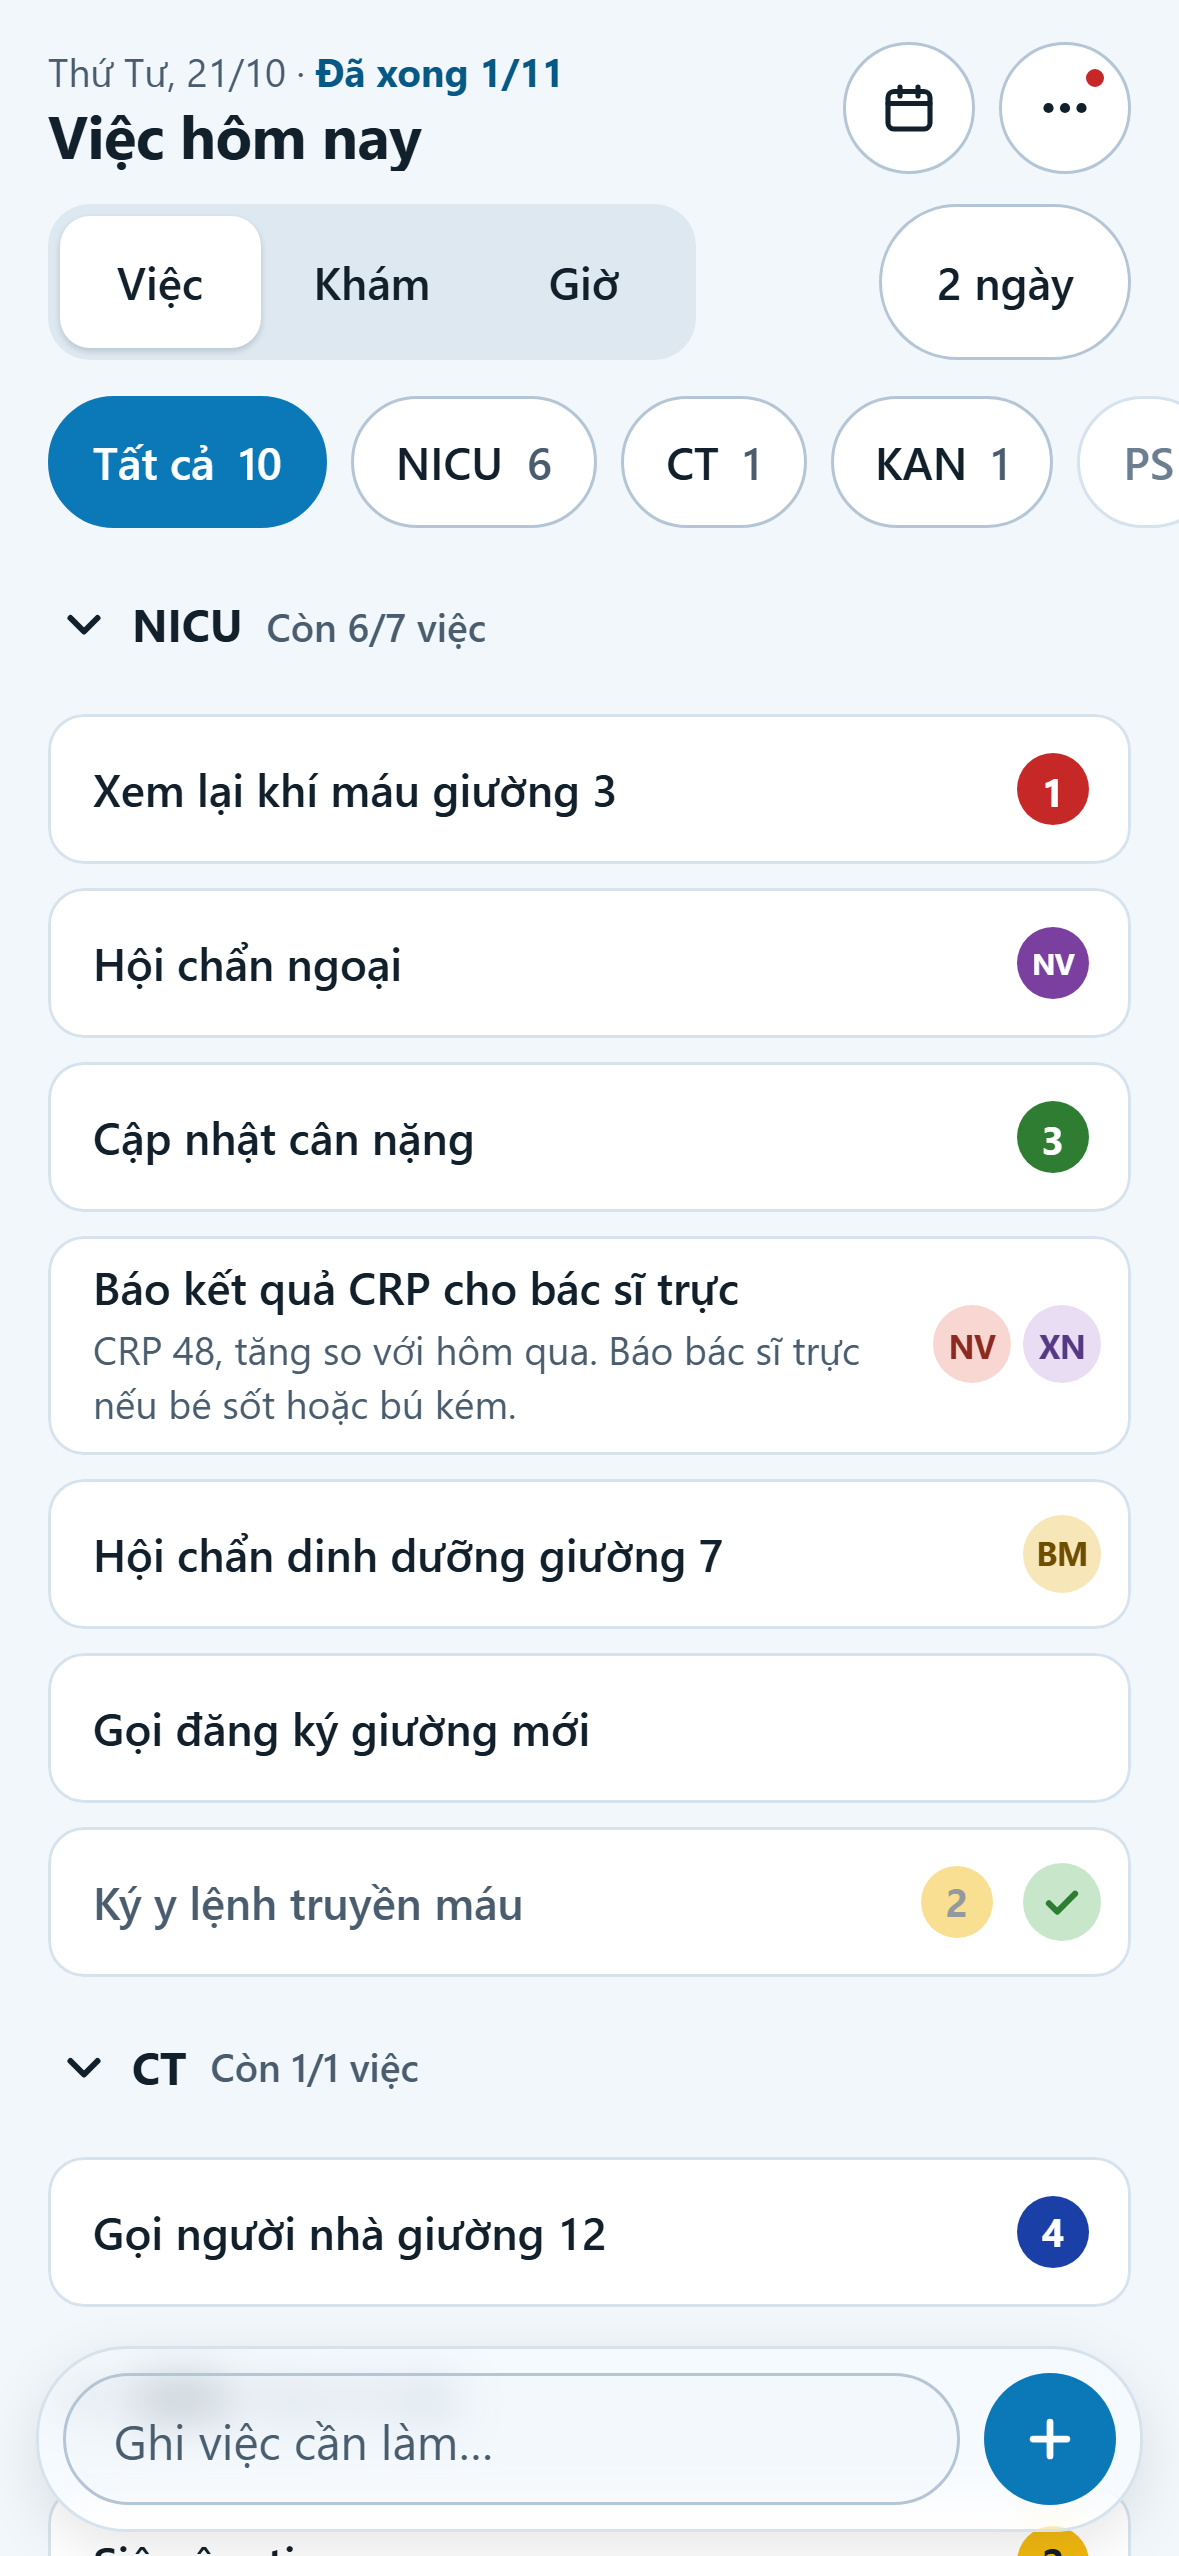 Thứ Tư, 21/10 · Đã xong 1/11
Việc hôm nay
Việc Khám Giờ 2 ngày
Tất cả 10 NICU 6 CT 1 KAN 1 PS
NICU Còn 6/7 việc
Xem lại khí máu giường 3 1
Hội chẩn ngoại NV
Cập nhật cân nặng 3
Báo kết quả CRP cho bác sĩ trực
CRP 48, tăng so với hôm qua. Báo bác sĩ trực
nếu bé sốt hoặc bú kém.
NV XN
Hội chẩn dinh dưỡng giường 7 BM
Gọi đăng ký giường mới
Ký y lệnh truyền máu 2
CT Còn 1/1 việc
Gọi người nhà giường 12 4
Ghi việc cần làm...